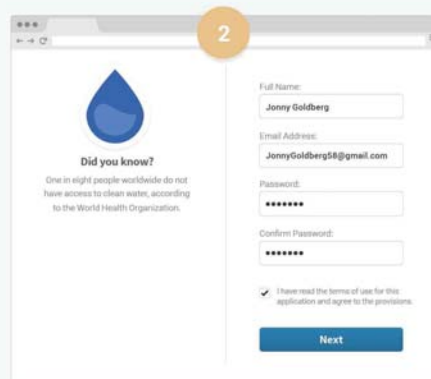 2
Did you know?
One in eight people worldwide do not
have access to clean water, according
to the World Health Organization.
Full Name:
Jonny Goldberg
Email Address:
JonnyGoldberg58@gmail.com
Password:
Confirm Password:
I have read the terms of use for this
application and agree to the provisions.
Next